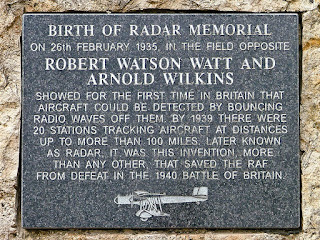 BIRTH OF RADAR MEMORIAL
ON 26th FEBRUARY 1935, IN THE FIELD OPPOSITE
ROBERT WATSON WATT AND
ARNOLD WILKINS
SHOWED FOR THE FIRST TIME IN BRITAIN THAT
AIRCRAFT COULD BE DETECTED BY BOUNCING
RADIO WAVES OFF THEM. BY 1939 THERE WERE
20 STATIONS TRACKING AIRCRAFT AT DISTANCES
UP TO MORE THAN 100 MILES. LATER KNOWN
AS RADAR, IT WAS THIS INVENTION, MORE
THAN ANY OTHER, THAT SAVED THE RAF
FROM DEFEAT IN THE 1940 BATTLE OF BRITAIN.